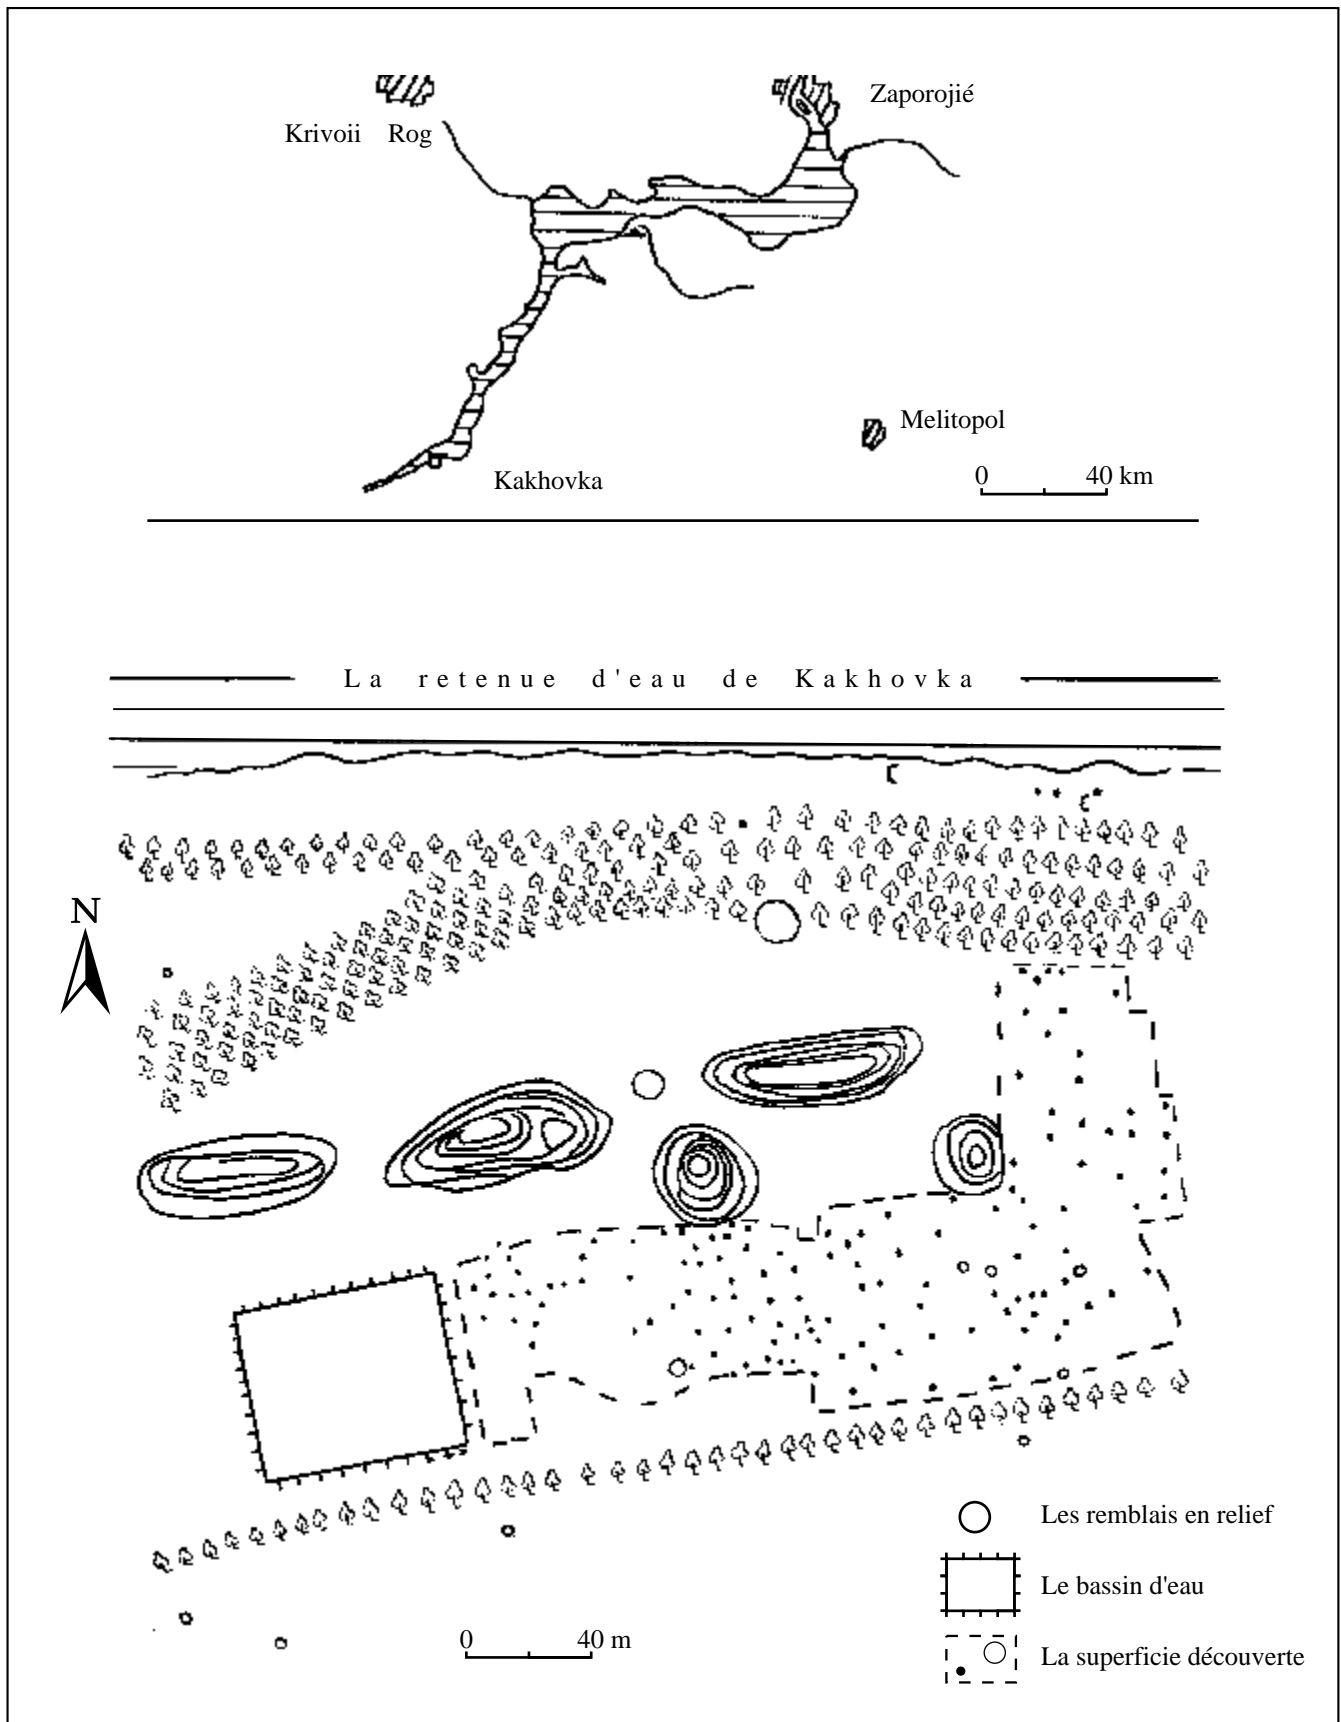 Zaporojié
Krivoii Rog
Melitopol
Kakhovka
0 40 km
La retenue d'eau de Kakhovka
N
Les remblais en relief
Le bassin d'eau
0 40 m
La superficie découverte